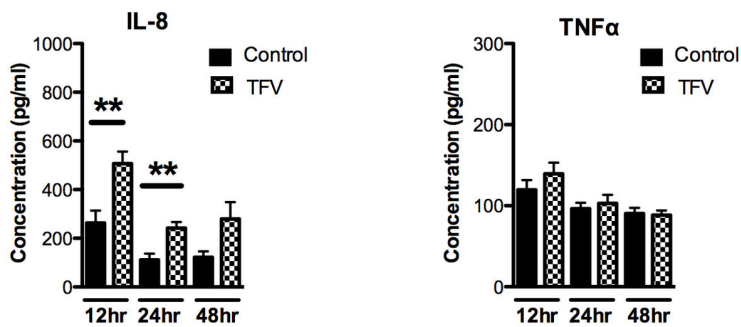 IL-8
Concentration (pg/ml)
1000
800
600
400
200
0
Control
TFV
**
**
12hr 24hr 48hr
TNFα
Concentration (pg/ml)
300
200
100
0
Control
TFV
12hr 24hr 48hr